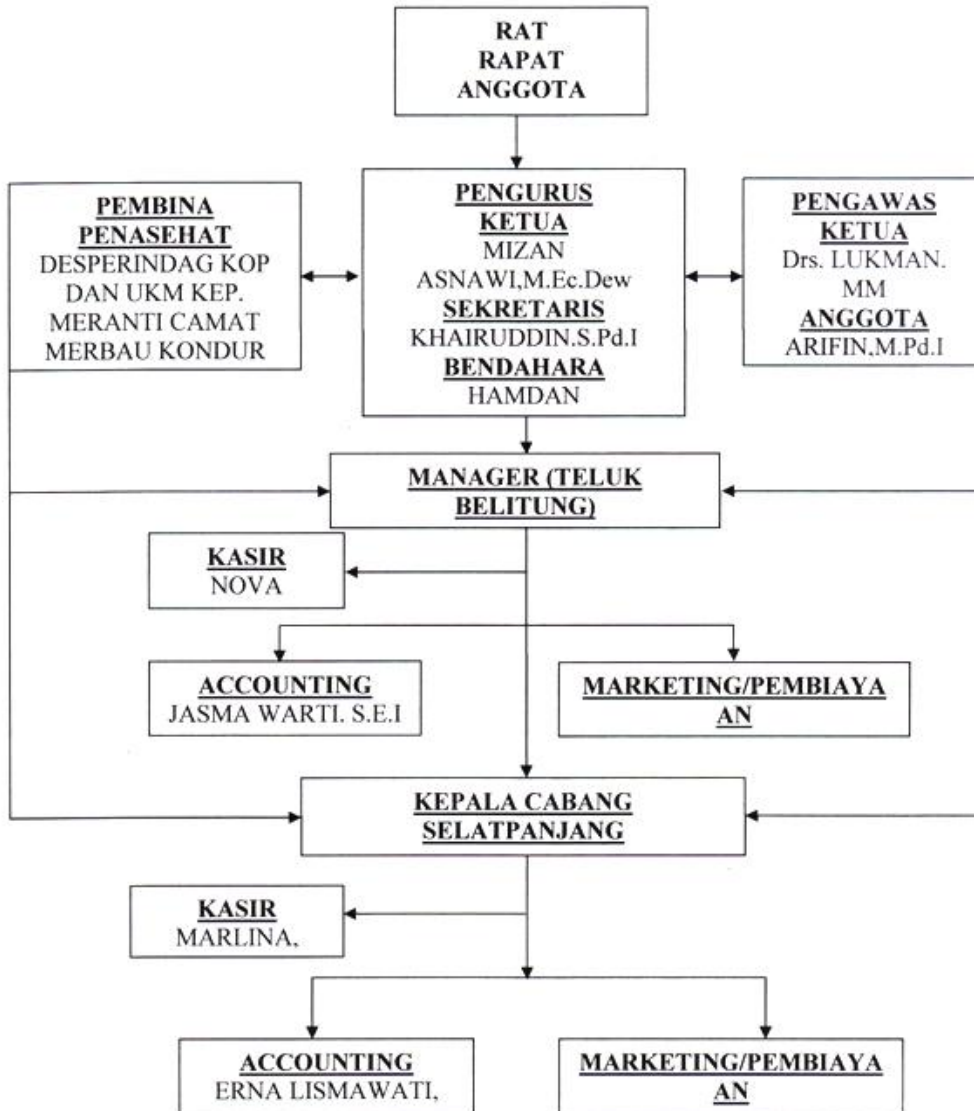 RAT
RAPAT
ANGGOTA
PEMBINA
PENASEHAT
DESPERINDAG KOP
DAN UKM KEP.
MERANTI CAMAT
MERBAU KONDUR
PENGURUS
KETUA
MIZAN
ASNAWI,M.Ec.Dew
SEKRETARIS
KHAIRUDDIN.S.Pd.I
BENDAHARA
HAMDAN
PENGAWAS
KETUA
Drs. LUKMAN.
MM
ANGGOTA
ARIFIN,M.Pd.I
MANAGER (TELUK
BELITUNG)
KASIR
NOVA
ACCOUNTING
JASMA WARTI. S.E.I
MARKETING/PEMBIAYA
AN
KEPALA CABANG
SELATPANJANG
KASIR
MARLINA,
ACCOUNTING
ERNA LISMAWATI,
MARKETING/PEMBIAYA
AN